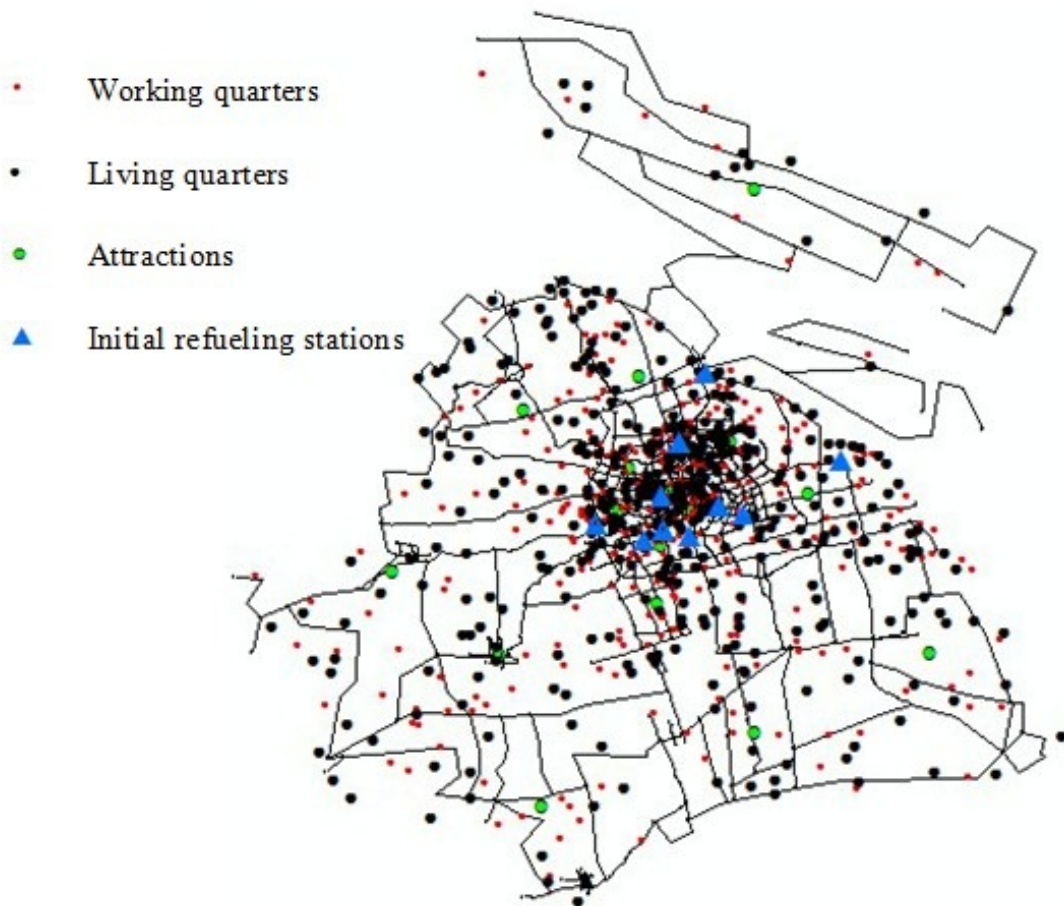 Working quarters
Living quarters
Attractions
Initial refueling stations